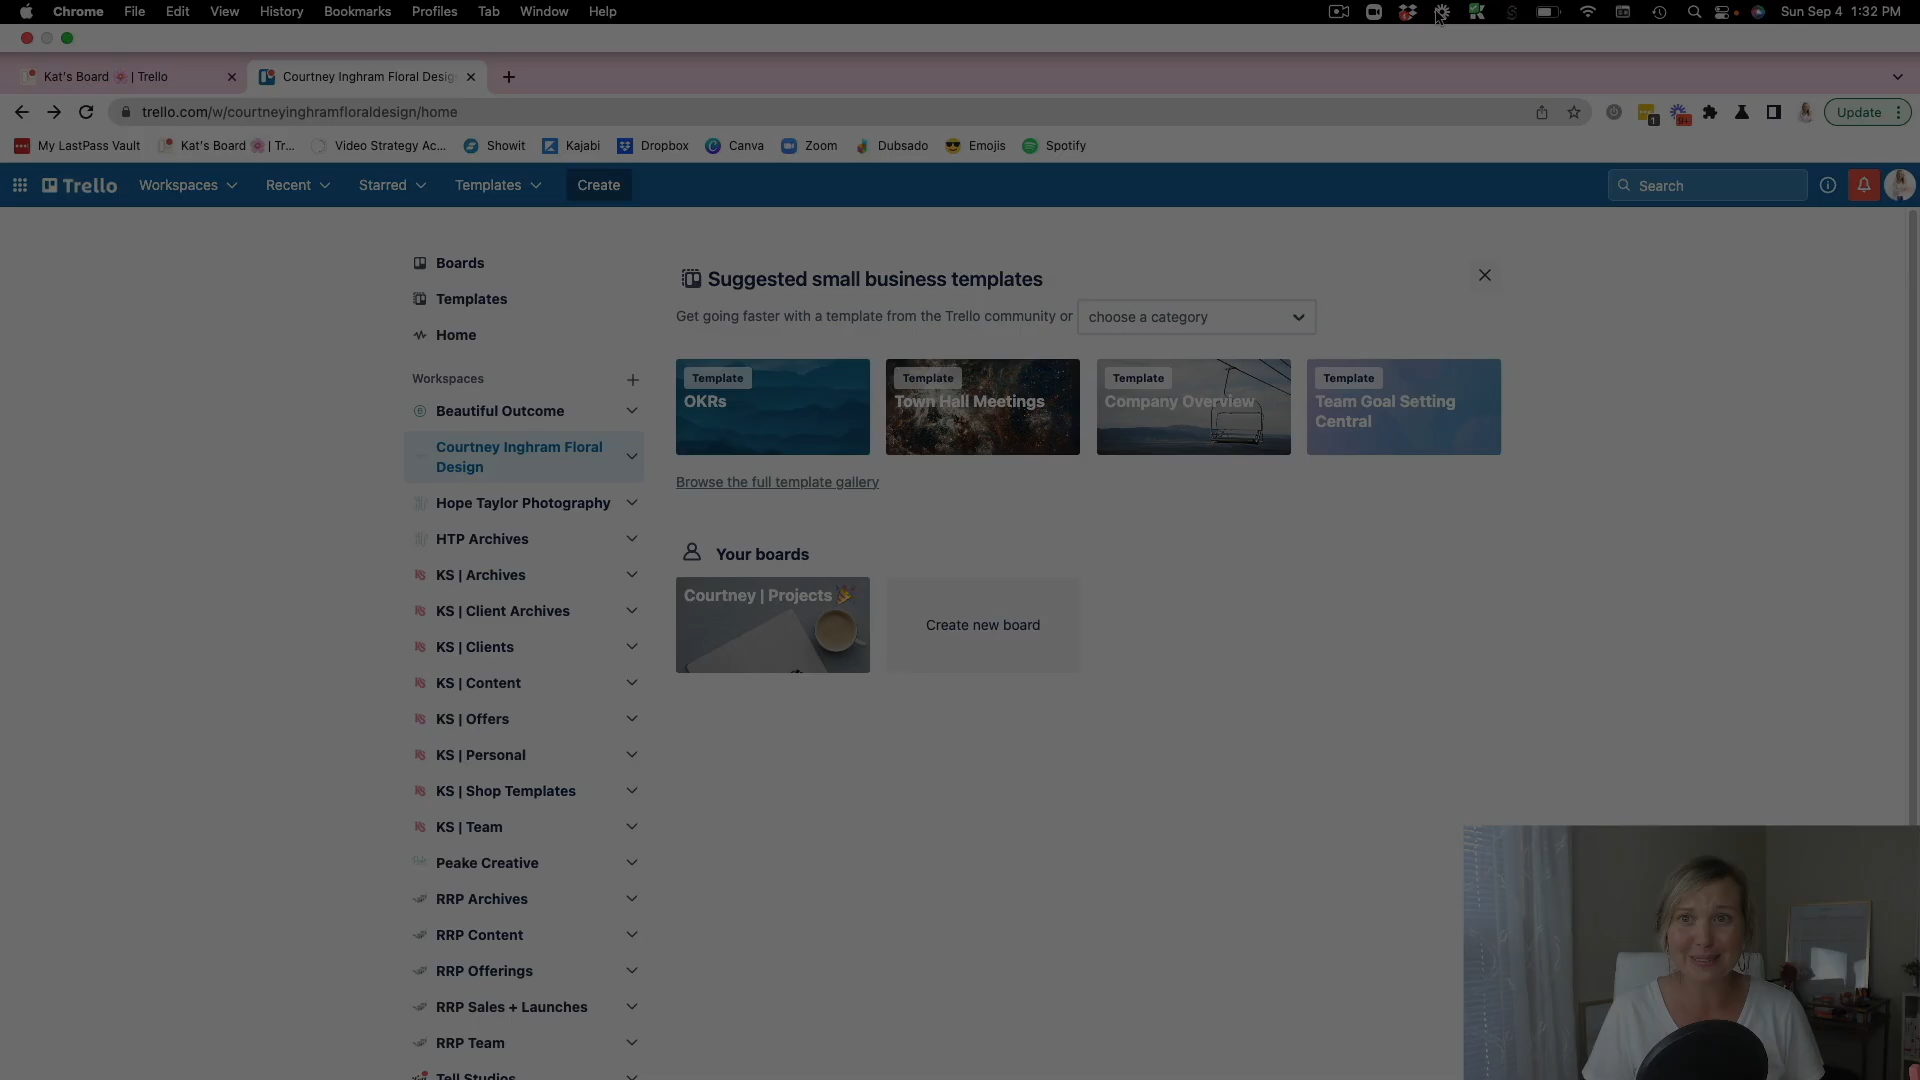 Chrome File Edit View History Bookmarks Profiles Tab Window Help Sun Sep 4 1:32 PM
Kat's Board 🌸 | Trello
Courtney Inghram Floral Desig
trello.com/w/courtneyinghramfloraldesign/home
1
9+
Update
My LastPass Vault
Kat's Board 🌸 | Tr...
Video Strategy Ac...
Showit
Kajabi
Dropbox
Canva
Zoom
Dubsado
Emojis
Spotify
Trello
Workspaces
Recent
Starred
Templates
Create
Search
Boards
Templates
Home
Workspaces
Beautiful Outcome
Courtney Inghram Floral
Design
Hope Taylor Photography
HTP Archives
KS | Archives
KS | Client Archives
KS | Clients
KS | Content
KS | Offers
KS | Personal
KS | Shop Templates
KS | Team
Peake Creative
RRP Archives
RRP Content
RRP Offerings
RRP Sales + Launches
RRP Team
Tell Studios
Suggested small business templates
Get going faster with a template from the Trello community or
choose a category
Template
OKRs
Template
Town Hall Meetings
Template
Company Overview
Template
Team Goal Setting
Central
Browse the full template gallery
Your boards
Courtney | Projects 🎉
Create new board